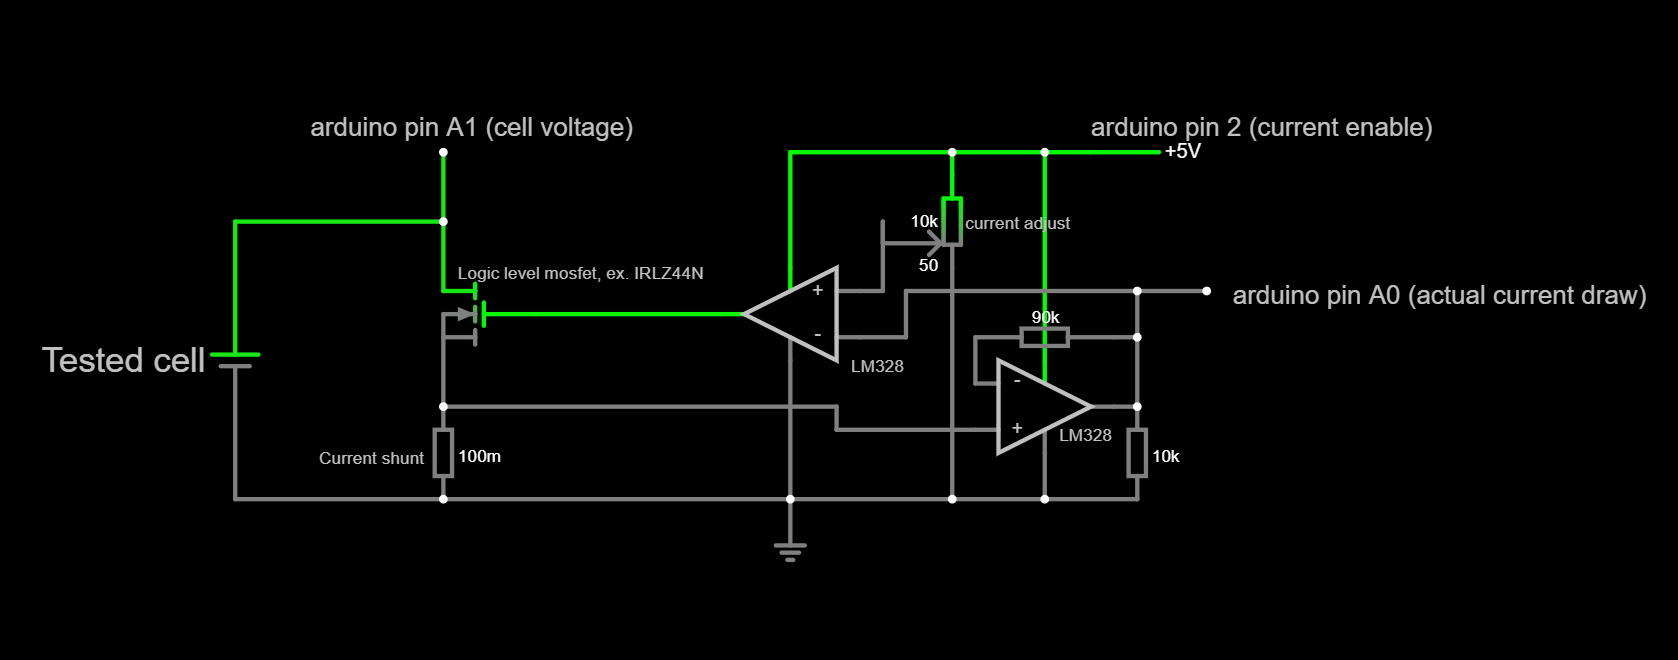 arduino pin A1 (cell voltage)
arduino pin 2 (current enable)
+5V
10k
current adjust
50
Logic level mosfet, ex. IRLZ44N
+
-
LM328
arduino pin A0 (actual current draw)
90k
Tested cell
-
+
LM328
Current shunt
100m
10k